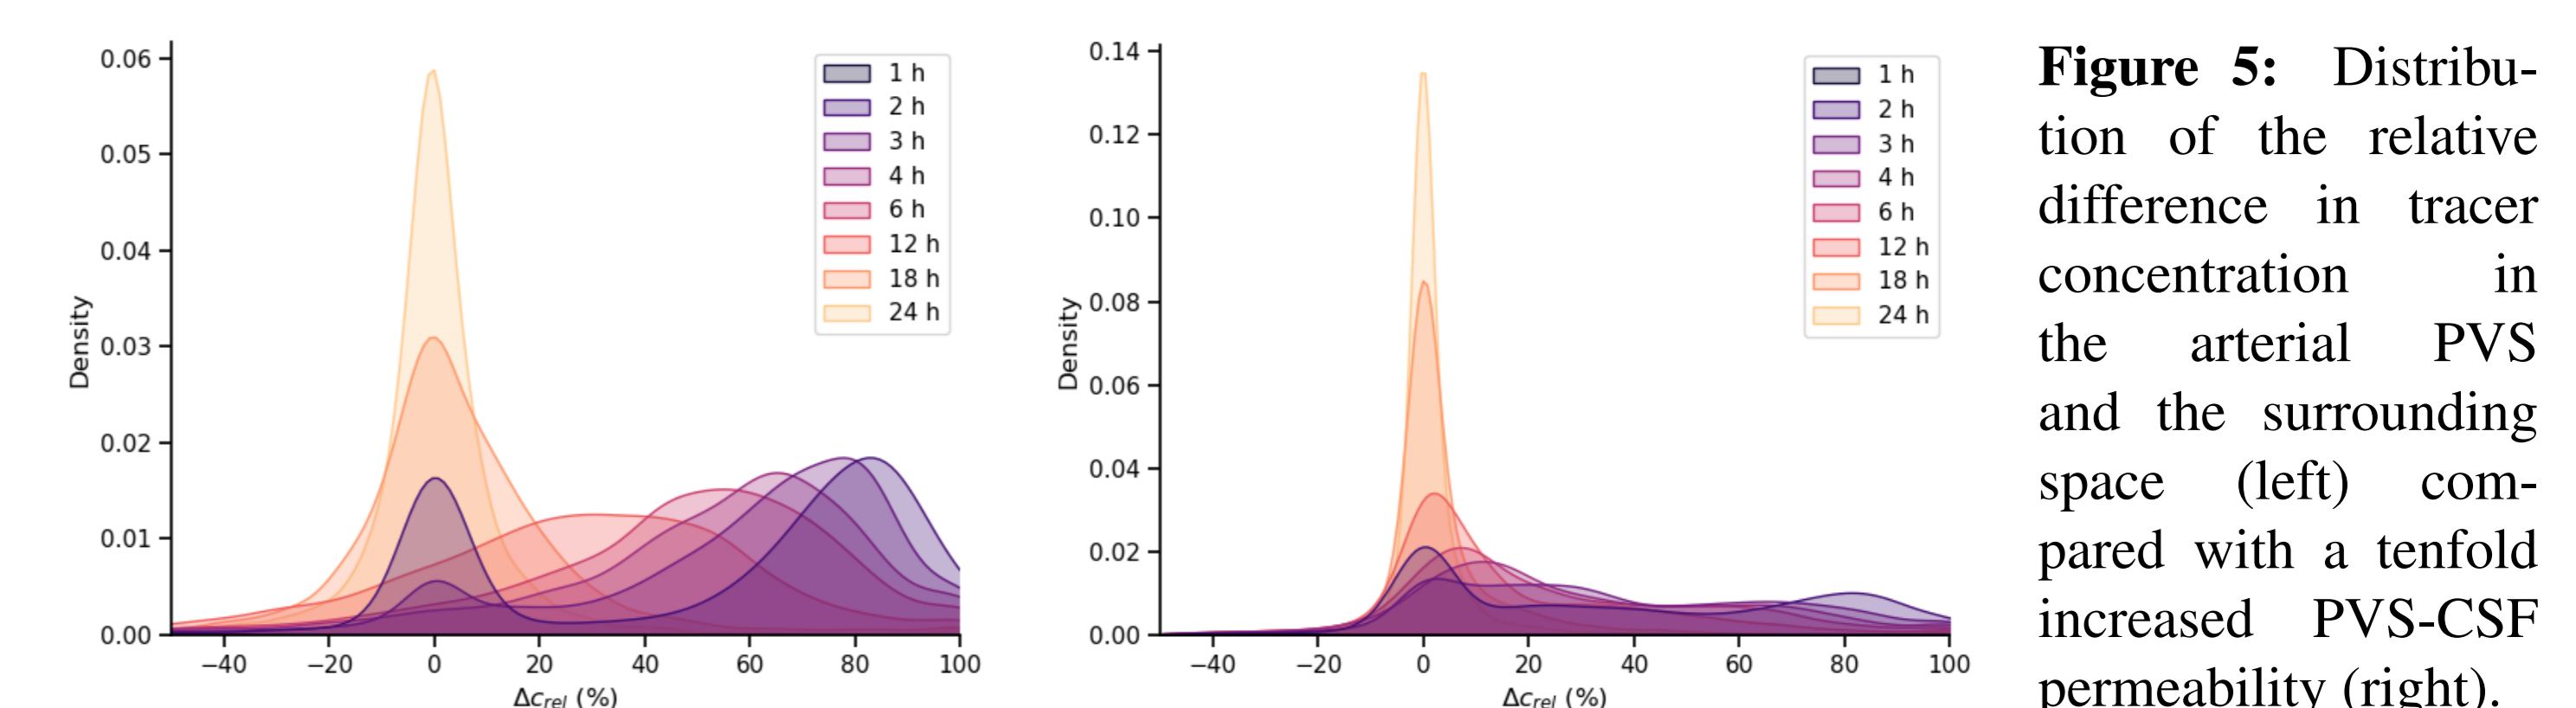 0.06
0.05
0.04
0.03
0.02
0.01
0.00
Density
−40 −20 0 20 40 60 80 100
Δc_rel (%)
1 h
2 h
3 h
4 h
6 h
12 h
18 h
24 h
0.14
0.12
0.10
0.08
0.06
0.04
0.02
0.00
Density
−40 −20 0 20 40 60 80 100
Δc_rel (%)
1 h
2 h
3 h
4 h
6 h
12 h
18 h
24 h
Figure 5: Distribu-
tion of the relative
difference in tracer
concentration in
the arterial PVS
and the surrounding
space (left) com-
pared with a tenfold
increased PVS-CSF
permeability (right).